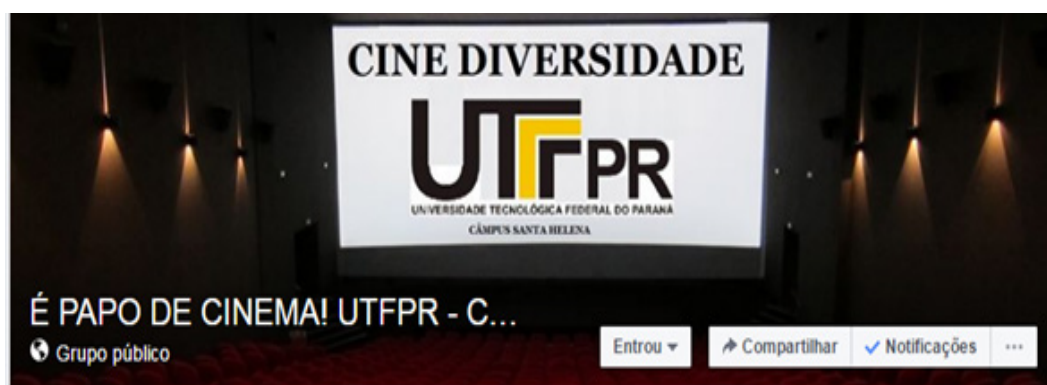 CINE DIVERSIDADE
UTFPR
UNIVERSIDADE TECNOLÓGICA FEDERAL DO PARANÁ
CÂMPUS SANTA HELENA
É PAPO DE CINEMA! UTFPR - C...
Grupo público
Entrou
Compartilhar
Notificações
...